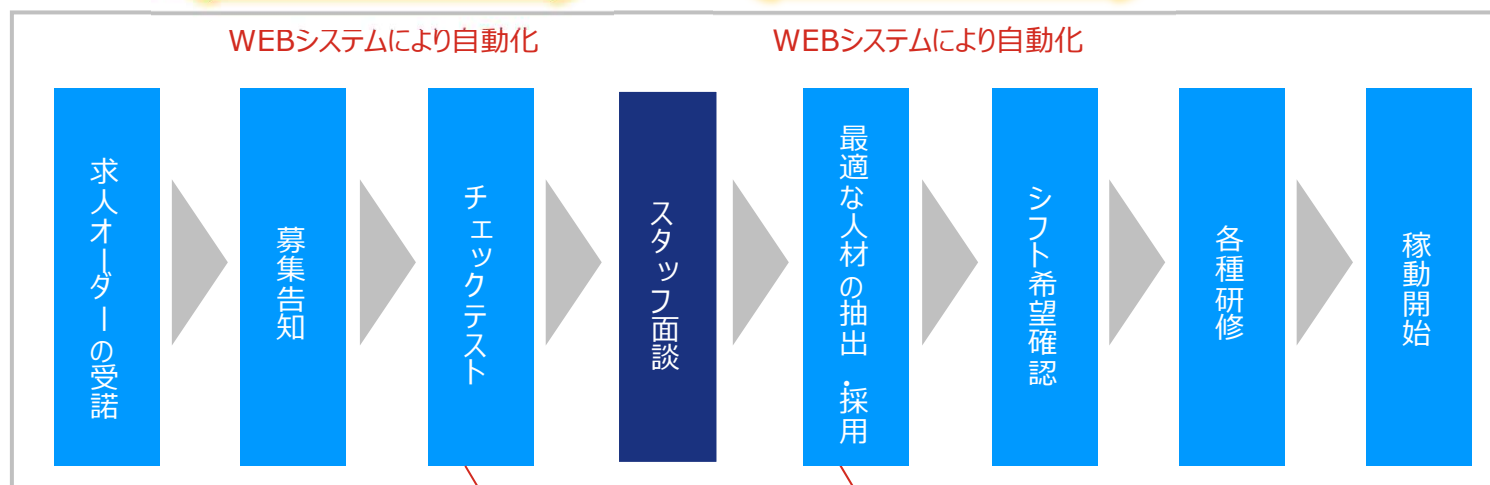 WEBシステムにより自動化
WEBシステムにより自動化
求人オーダーの受諾
募集告知
チェックテスト
スタッフ面談
最適な人材の抽出・採用
シフト希望確認
各種研修
稼動開始